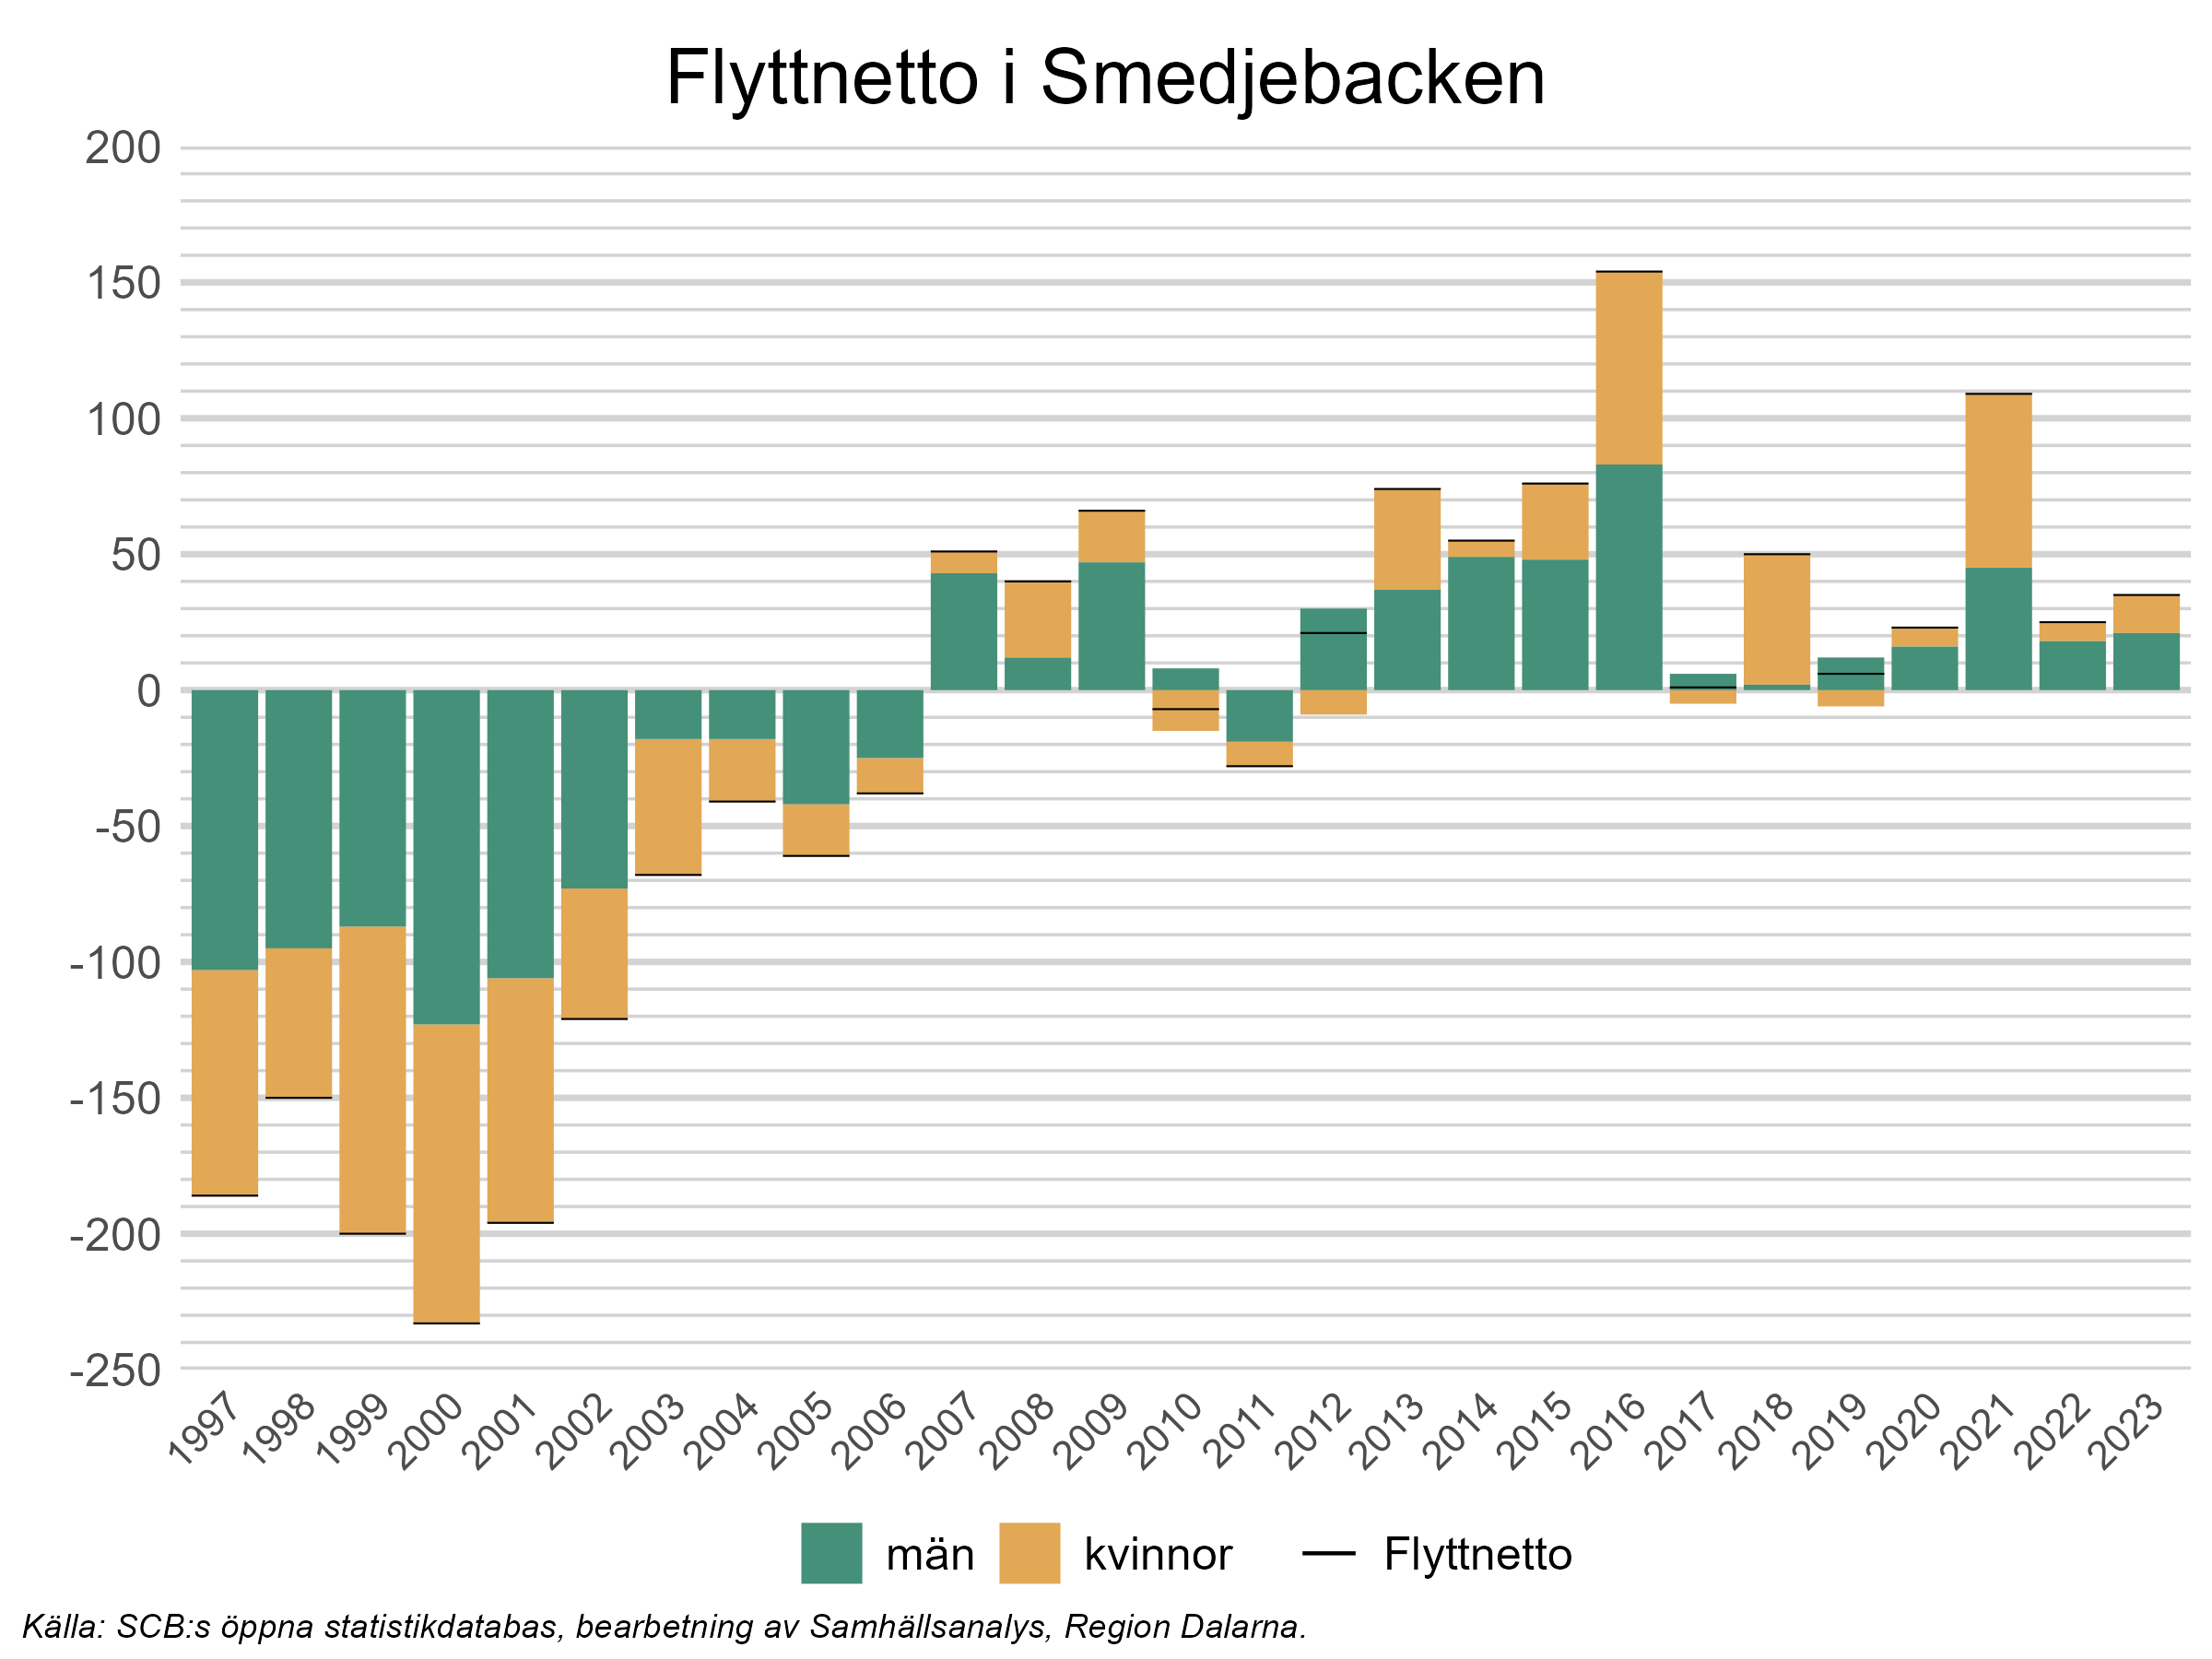 Flyttnetto i Smedjebacken
200
150
100
50
0
-50
-100
-150
-200
-250
1997 1998 1999 2000 2001 2002 2003 2004 2005 2006 2007 2008 2009 2010 2011 2012 2013 2014 2015 2016 2017 2018 2019 2020 2021 2022 2023
män kvinnor Flyttnetto
Källa: SCB:s öppna statistikdatabas, bearbetning av Samhällsanalys, Region Dalarna.